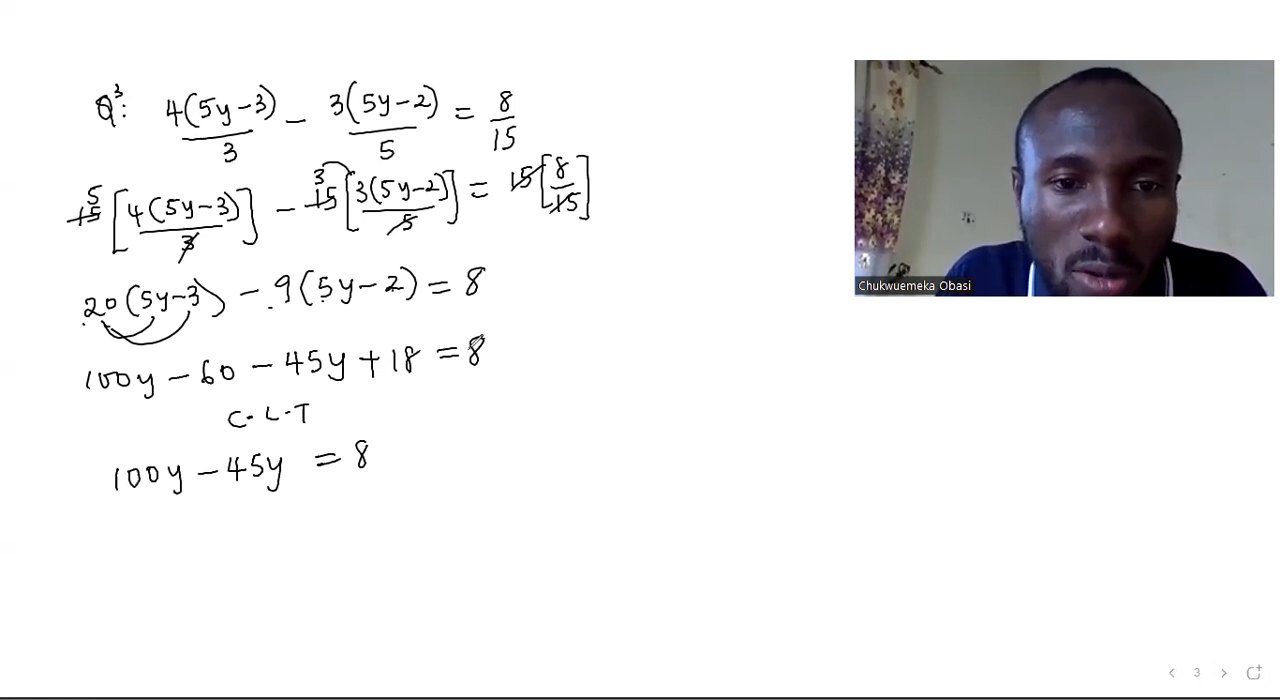 Q³: 4(5y-3)/3 - 3(5y-2)/5 = 8/15
5 3
15[4(5y-3)/3] - 15[3(5y-2)/5] = 15[8/15]
20(5y-3) - 9(5y-2) = 8
100y - 60 - 45y + 18 = 8
C.L.T
100y - 45y = 8
Chukwuemeka Obasi
3